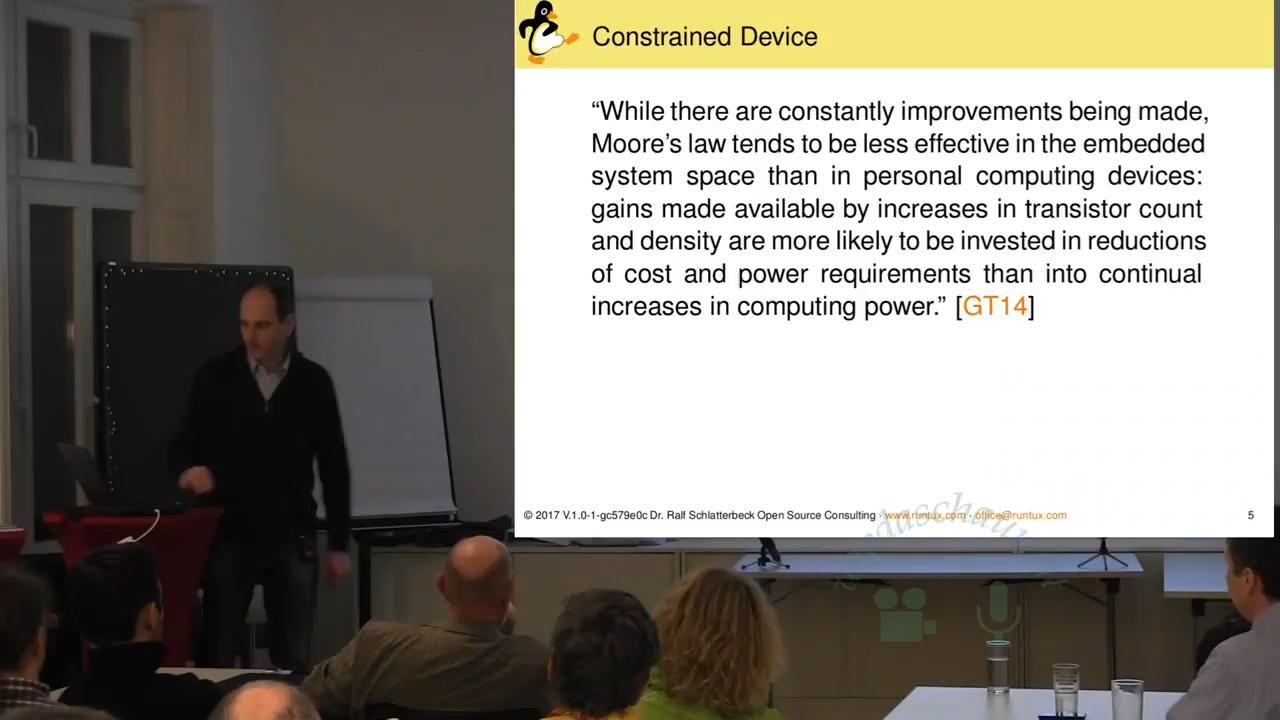 Constrained Device
“While there are constantly improvements being made,
Moore’s law tends to be less effective in the embedded
system space than in personal computing devices:
gains made available by increases in transistor count
and density are more likely to be invested in reductions
of cost and power requirements than into continual
increases in computing power.” [GT14]
© 2017 V.1.0-1-gc579e0c Dr. Ralf Schlatterbeck Open Source Consulting · www.runtux.com · office@runtux.com 5